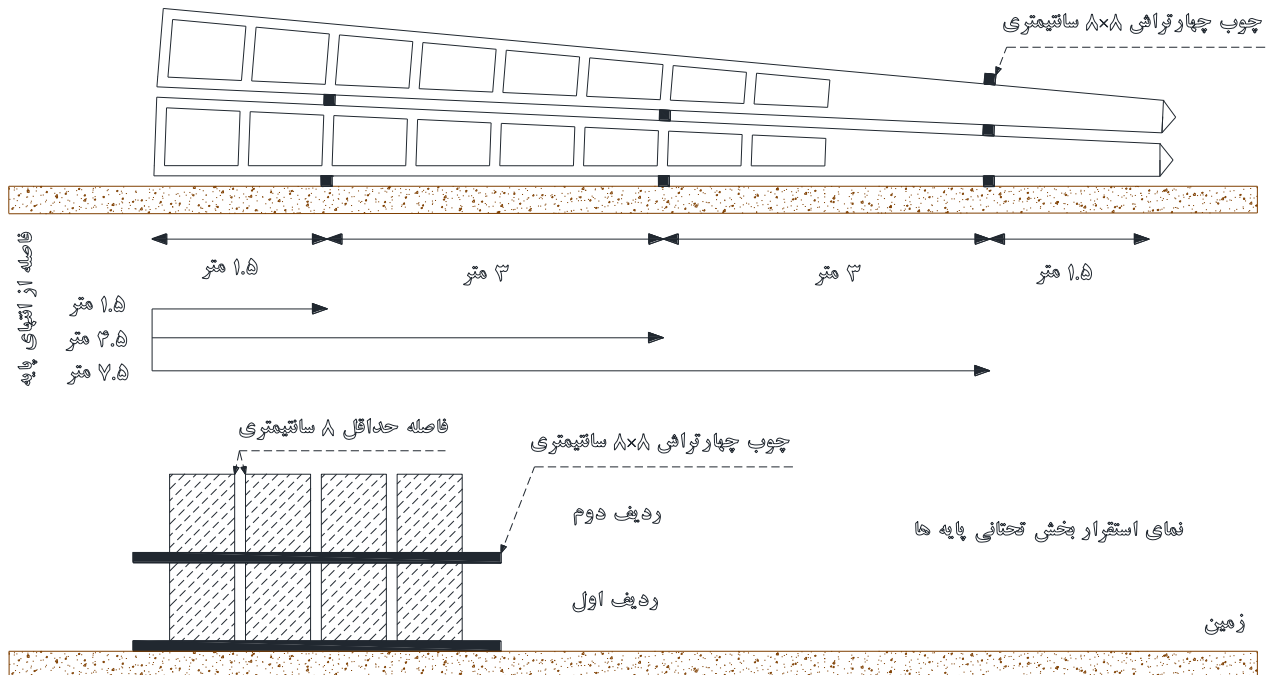 چوب چهارتراش ۸×۸ سانتیمتری
۱.۵ متر
۳ متر
۳ متر
۱.۵ متر
فاصله از انتهای پایه
۱.۵ متر
۴.۵ متر
۷.۵ متر
فاصله حداقل ۸ سانتیمتری
چوب چهارتراش ۸×۸ سانتیمتری
ردیف دوم
نمای استقرار بخش تحتانی پایه ها
ردیف اول
زمین